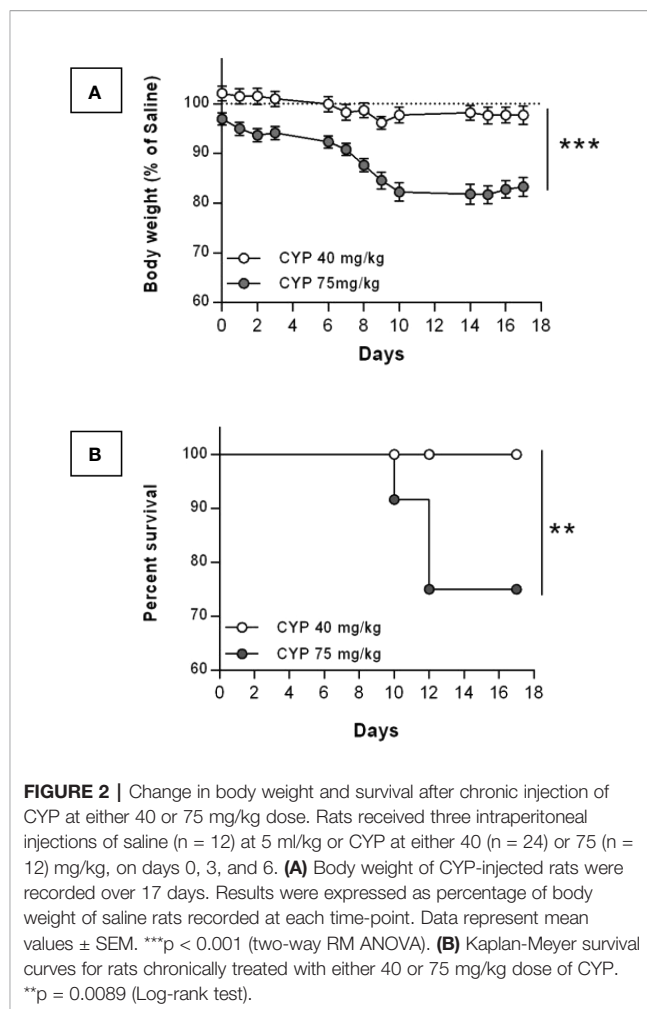 A
Body weight (% of Saline)
100
90
80
70
60
***
CYP 40 mg/kg
CYP 75mg/kg
0 2 4 6 8 10 12 14 16 18
Days
B
Percent survival
100
90
80
70
60
**
CYP 40 mg/kg
CYP 75 mg/kg
0 2 4 6 8 10 12 14 16 18
Days
FIGURE 2 | Change in body weight and survival after chronic injection of
CYP at either 40 or 75 mg/kg dose. Rats received three intraperitoneal
injections of saline (n = 12) at 5 ml/kg or CYP at either 40 (n = 24) or 75 (n =
12) mg/kg, on days 0, 3, and 6. (A) Body weight of CYP-injected rats were
recorded over 17 days. Results were expressed as percentage of body
weight of saline rats recorded at each time-point. Data represent mean
values ± SEM. ***p < 0.001 (two-way RM ANOVA). (B) Kaplan-Meyer survival
curves for rats chronically treated with either 40 or 75 mg/kg dose of CYP.
**p = 0.0089 (Log-rank test).